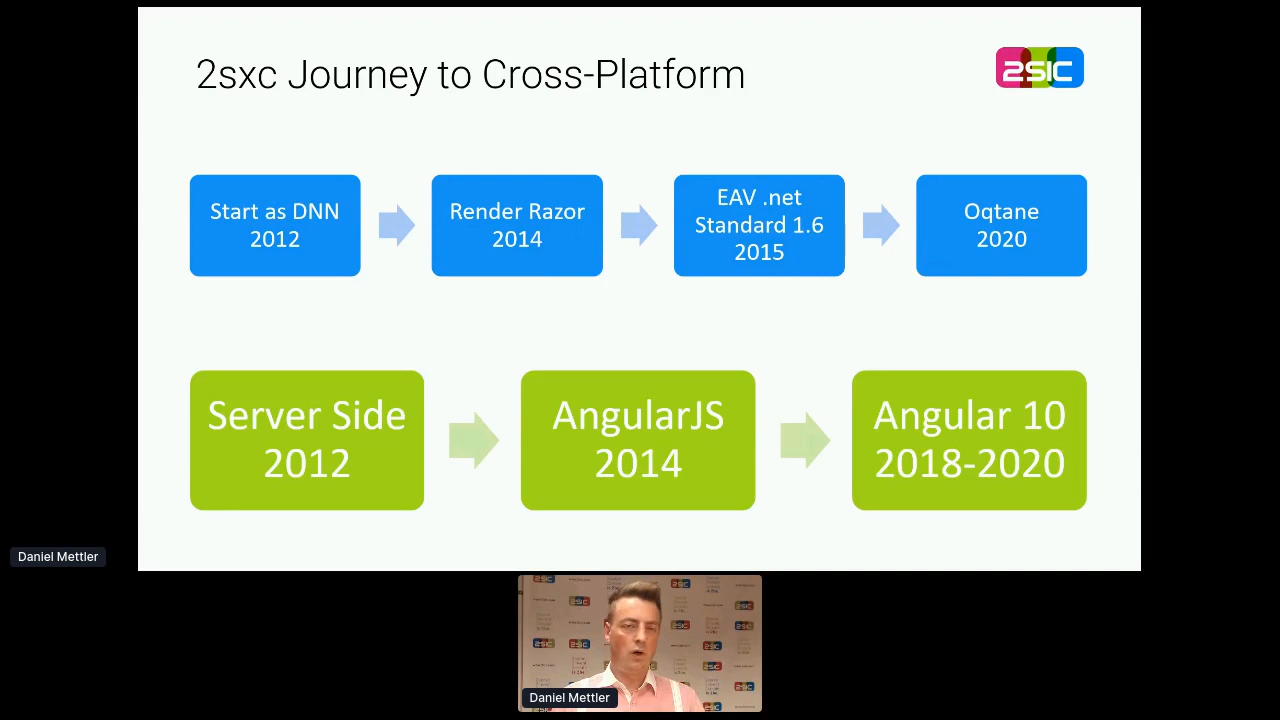 2sxc Journey to Cross-Platform
2SIC
Start as DNN
2012
Render Razor
2014
EAV .net
Standard 1.6
2015
Oqtane
2020
Server Side
2012
AngularJS
2014
Angular 10
2018-2020
Daniel Mettler
Daniel Mettler